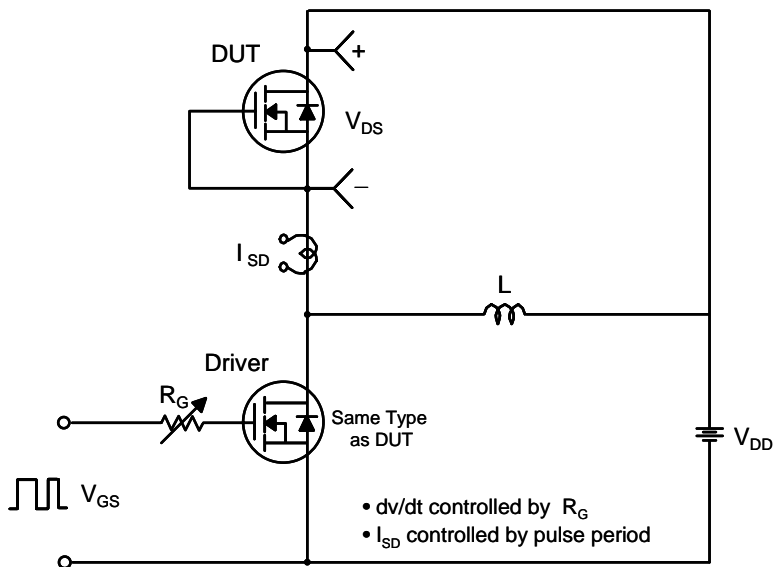 DUT
+
V_DS
–
I_SD
L
Driver
R_G
Same Type
as DUT
V_DD
V_GS
• dv/dt controlled by R_G
• I_SD controlled by pulse period